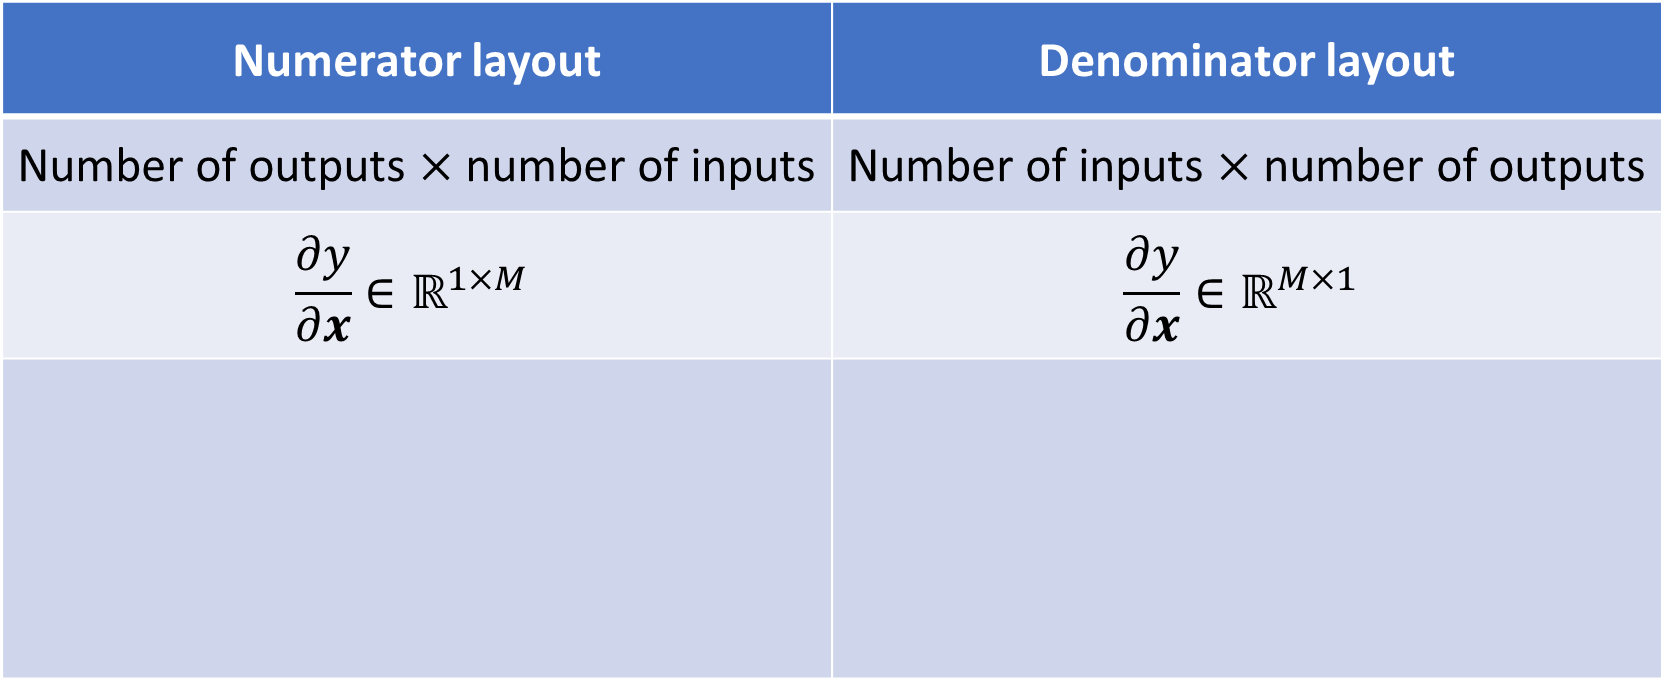 Numerator layout
Denominator layout
Number of outputs × number of inputs
Number of inputs × number of outputs
∂y/∂𝒙 ∈ ℝ^{1×M}
∂y/∂𝒙 ∈ ℝ^{M×1}